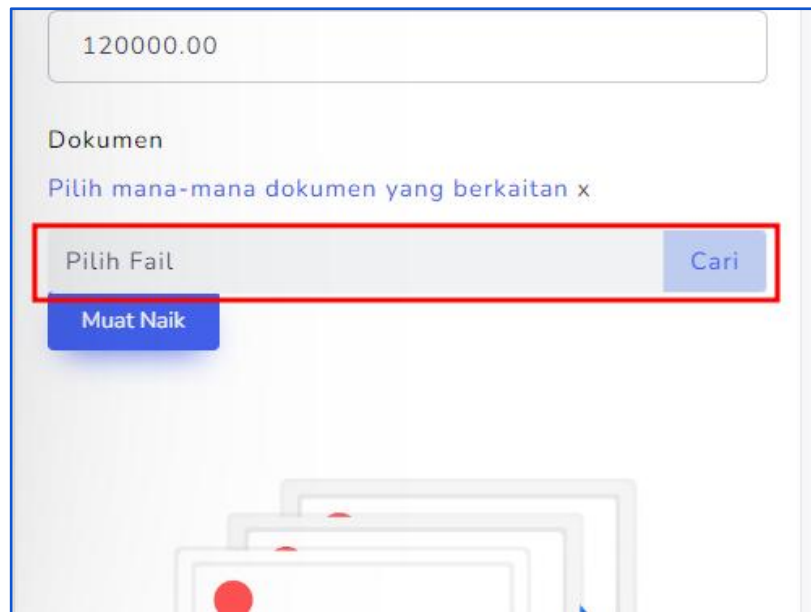 120000.00
Dokumen
Pilih mana-mana dokumen yang berkaitan x
Pilih Fail Cari
Muat Naik